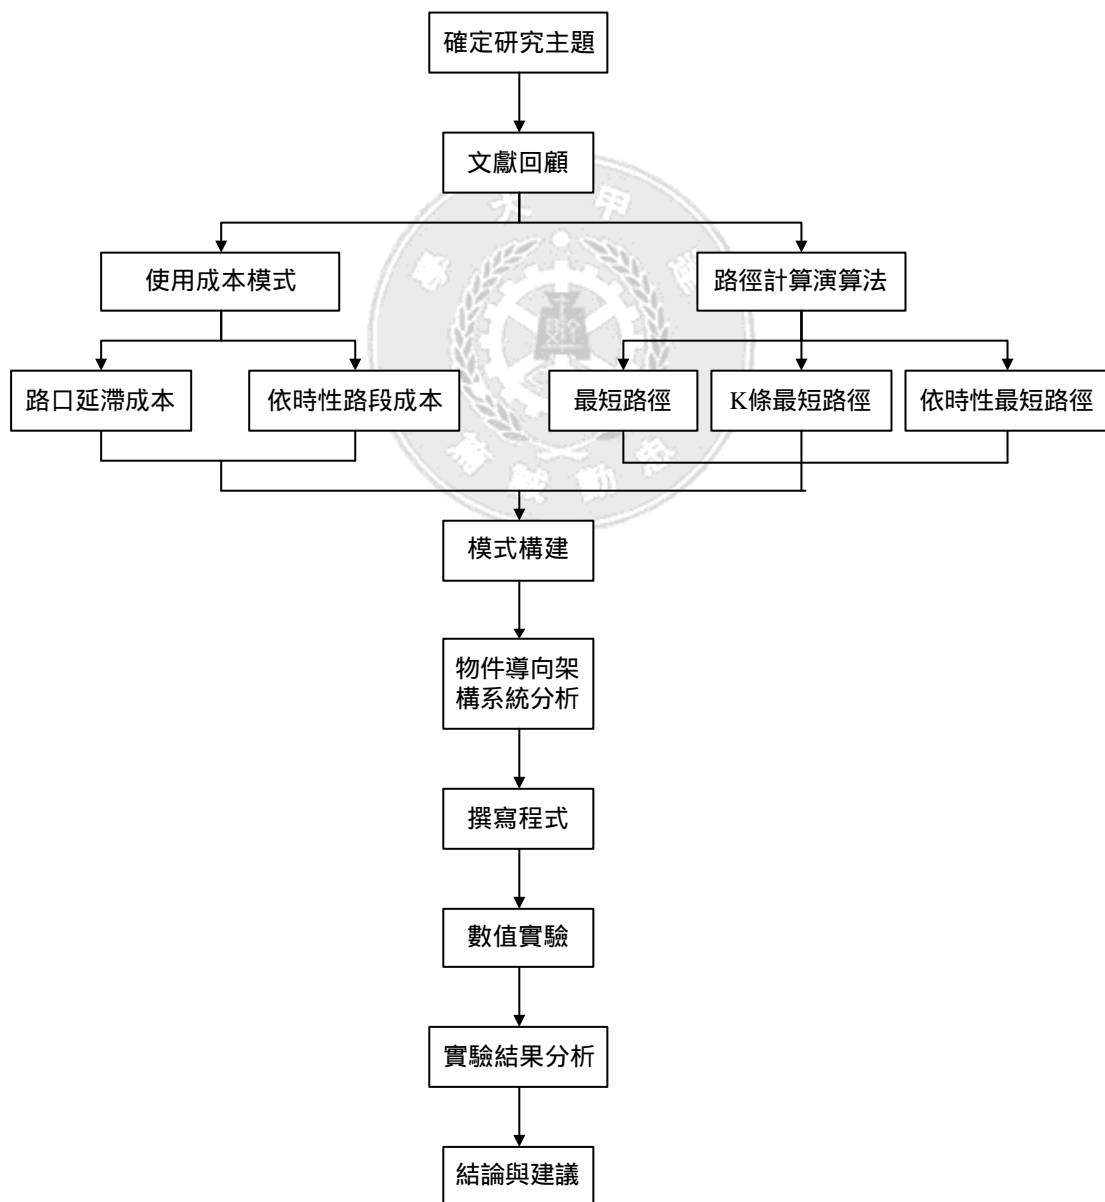 確定研究主題
文獻回顧
使用成本模式
路徑計算演算法
路口延滯成本
依時性路段成本
最短路徑
K條最短路徑
依時性最短路徑
模式構建
物件導向架
構系統分析
撰寫程式
數值實驗
實驗結果分析
結論與建議